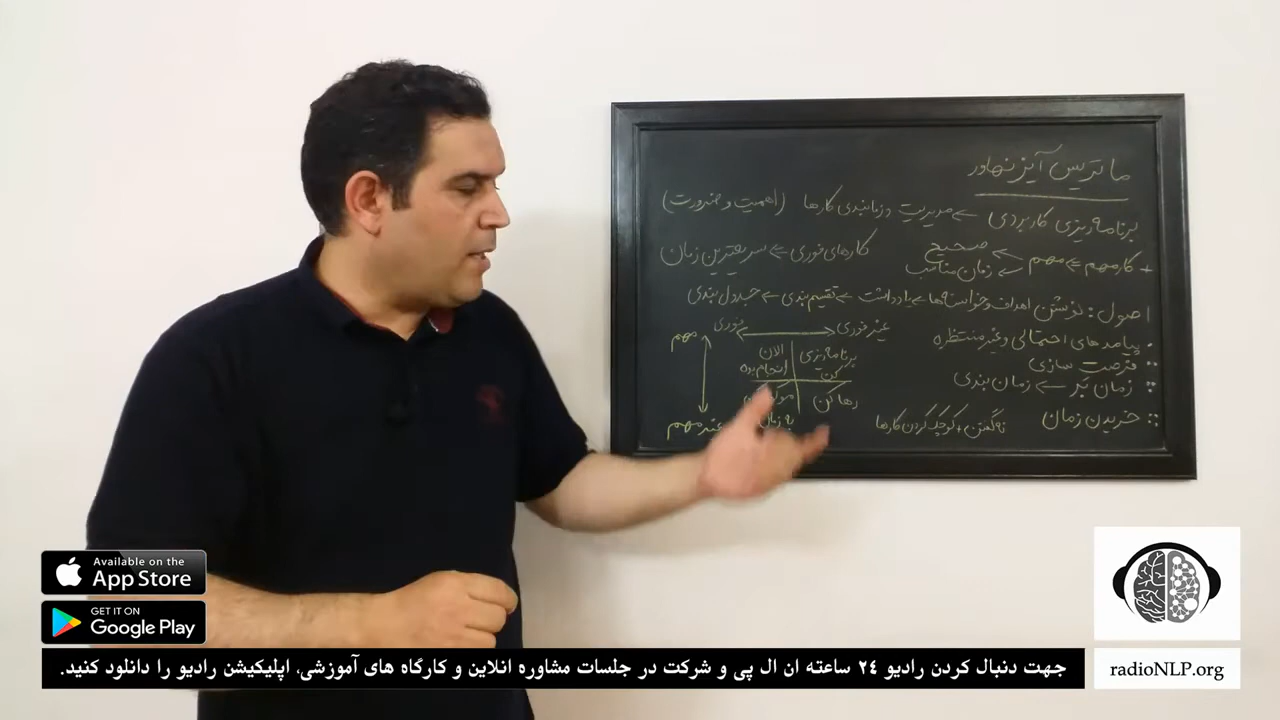 ماتریس آیزنهاور
برنامه ریزی کاربردی ← مدیریت و زمانبندی کارها (اهمیت و ضرورت)
+ کار مهم ← مهم ← صحیح
← زمان مناسب
کارهای فوری ← سریعترین زمان
اصول: نوشتن اهداف و خواسته ها ← یادداشت ← تقسیم بندی ← جدول بندی
پیامدهای احتمالی و غیر منتظره
فرصت سازی
زمان بَر ← زمان بندی
خریدن زمان
نه گفتن + کوچک کردن کارها
غیر فوری
فوری
مهم
غیر مهم
برنامه ریزی کن
الان انجام بده
رها کن
Available on the
App Store
GET IT ON
Google Play
جهت دنبال کردن رادیو ۲۴ ساعته ان ال پی و شرکت در جلسات مشاوره انلاین و کارگاه های آموزشی، اپلیکیشن رادیو را دانلود کنید.
radioNLP.org